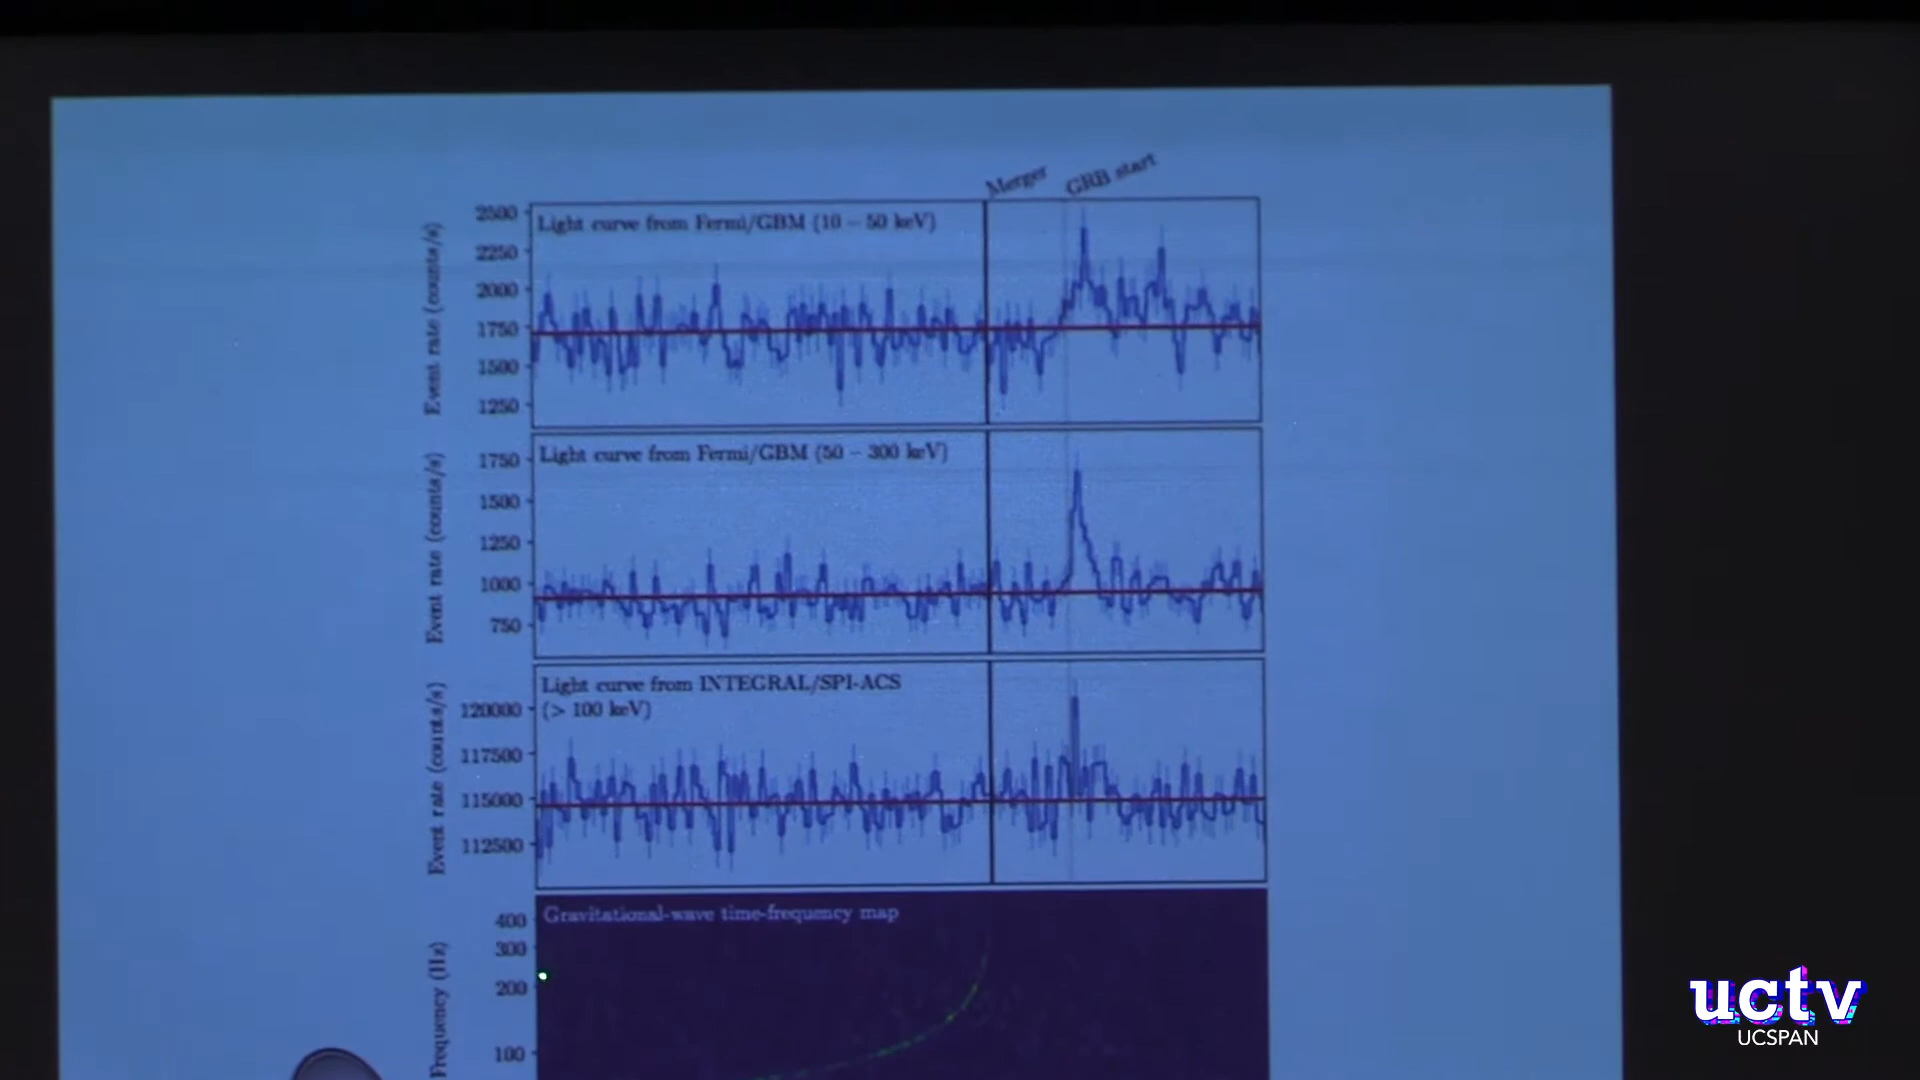 Merger GRB start
Light curve from Fermi/GBM (10 – 50 keV)
2500
2250
2000
1750
1500
1250
Event rate (counts/s)
Light curve from Fermi/GBM (50 – 300 keV)
1750
1500
1250
1000
750
Event rate (counts/s)
Light curve from INTEGRAL/SPI-ACS
(> 100 keV)
120000
117500
115000
112500
Event rate (counts/s)
Gravitational-wave time-frequency map
400
300
200
100
Frequency (Hz)
uctv
UCSPAN